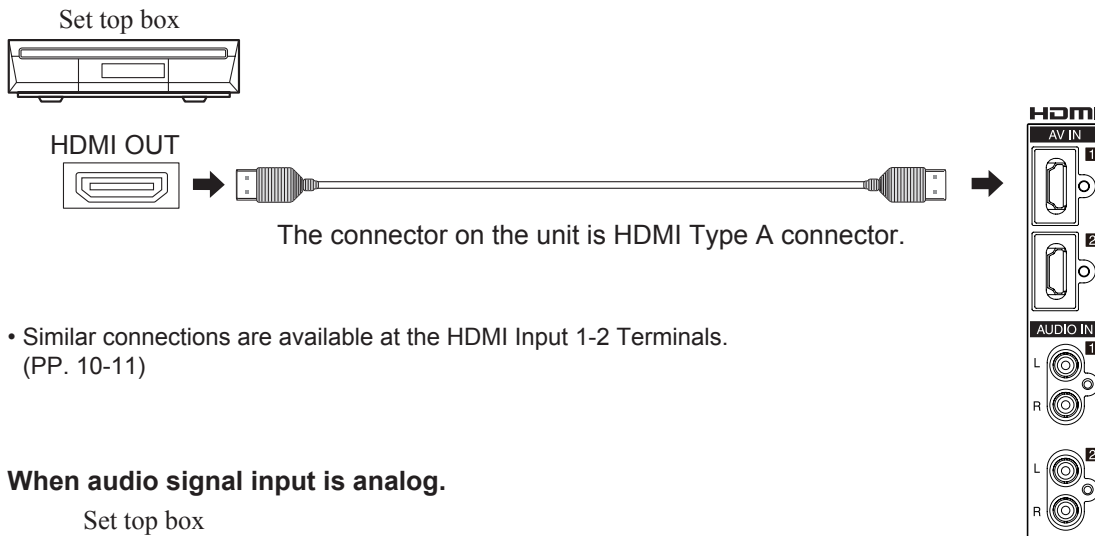 Set top box
HDMI OUT
The connector on the unit is HDMI Type A connector.
• Similar connections are available at the HDMI Input 1-2 Terminals.
(PP. 10-11)
When audio signal input is analog.
Set top box
HDMI
AV IN
1
2
AUDIO IN
1
L
R
2
L
R